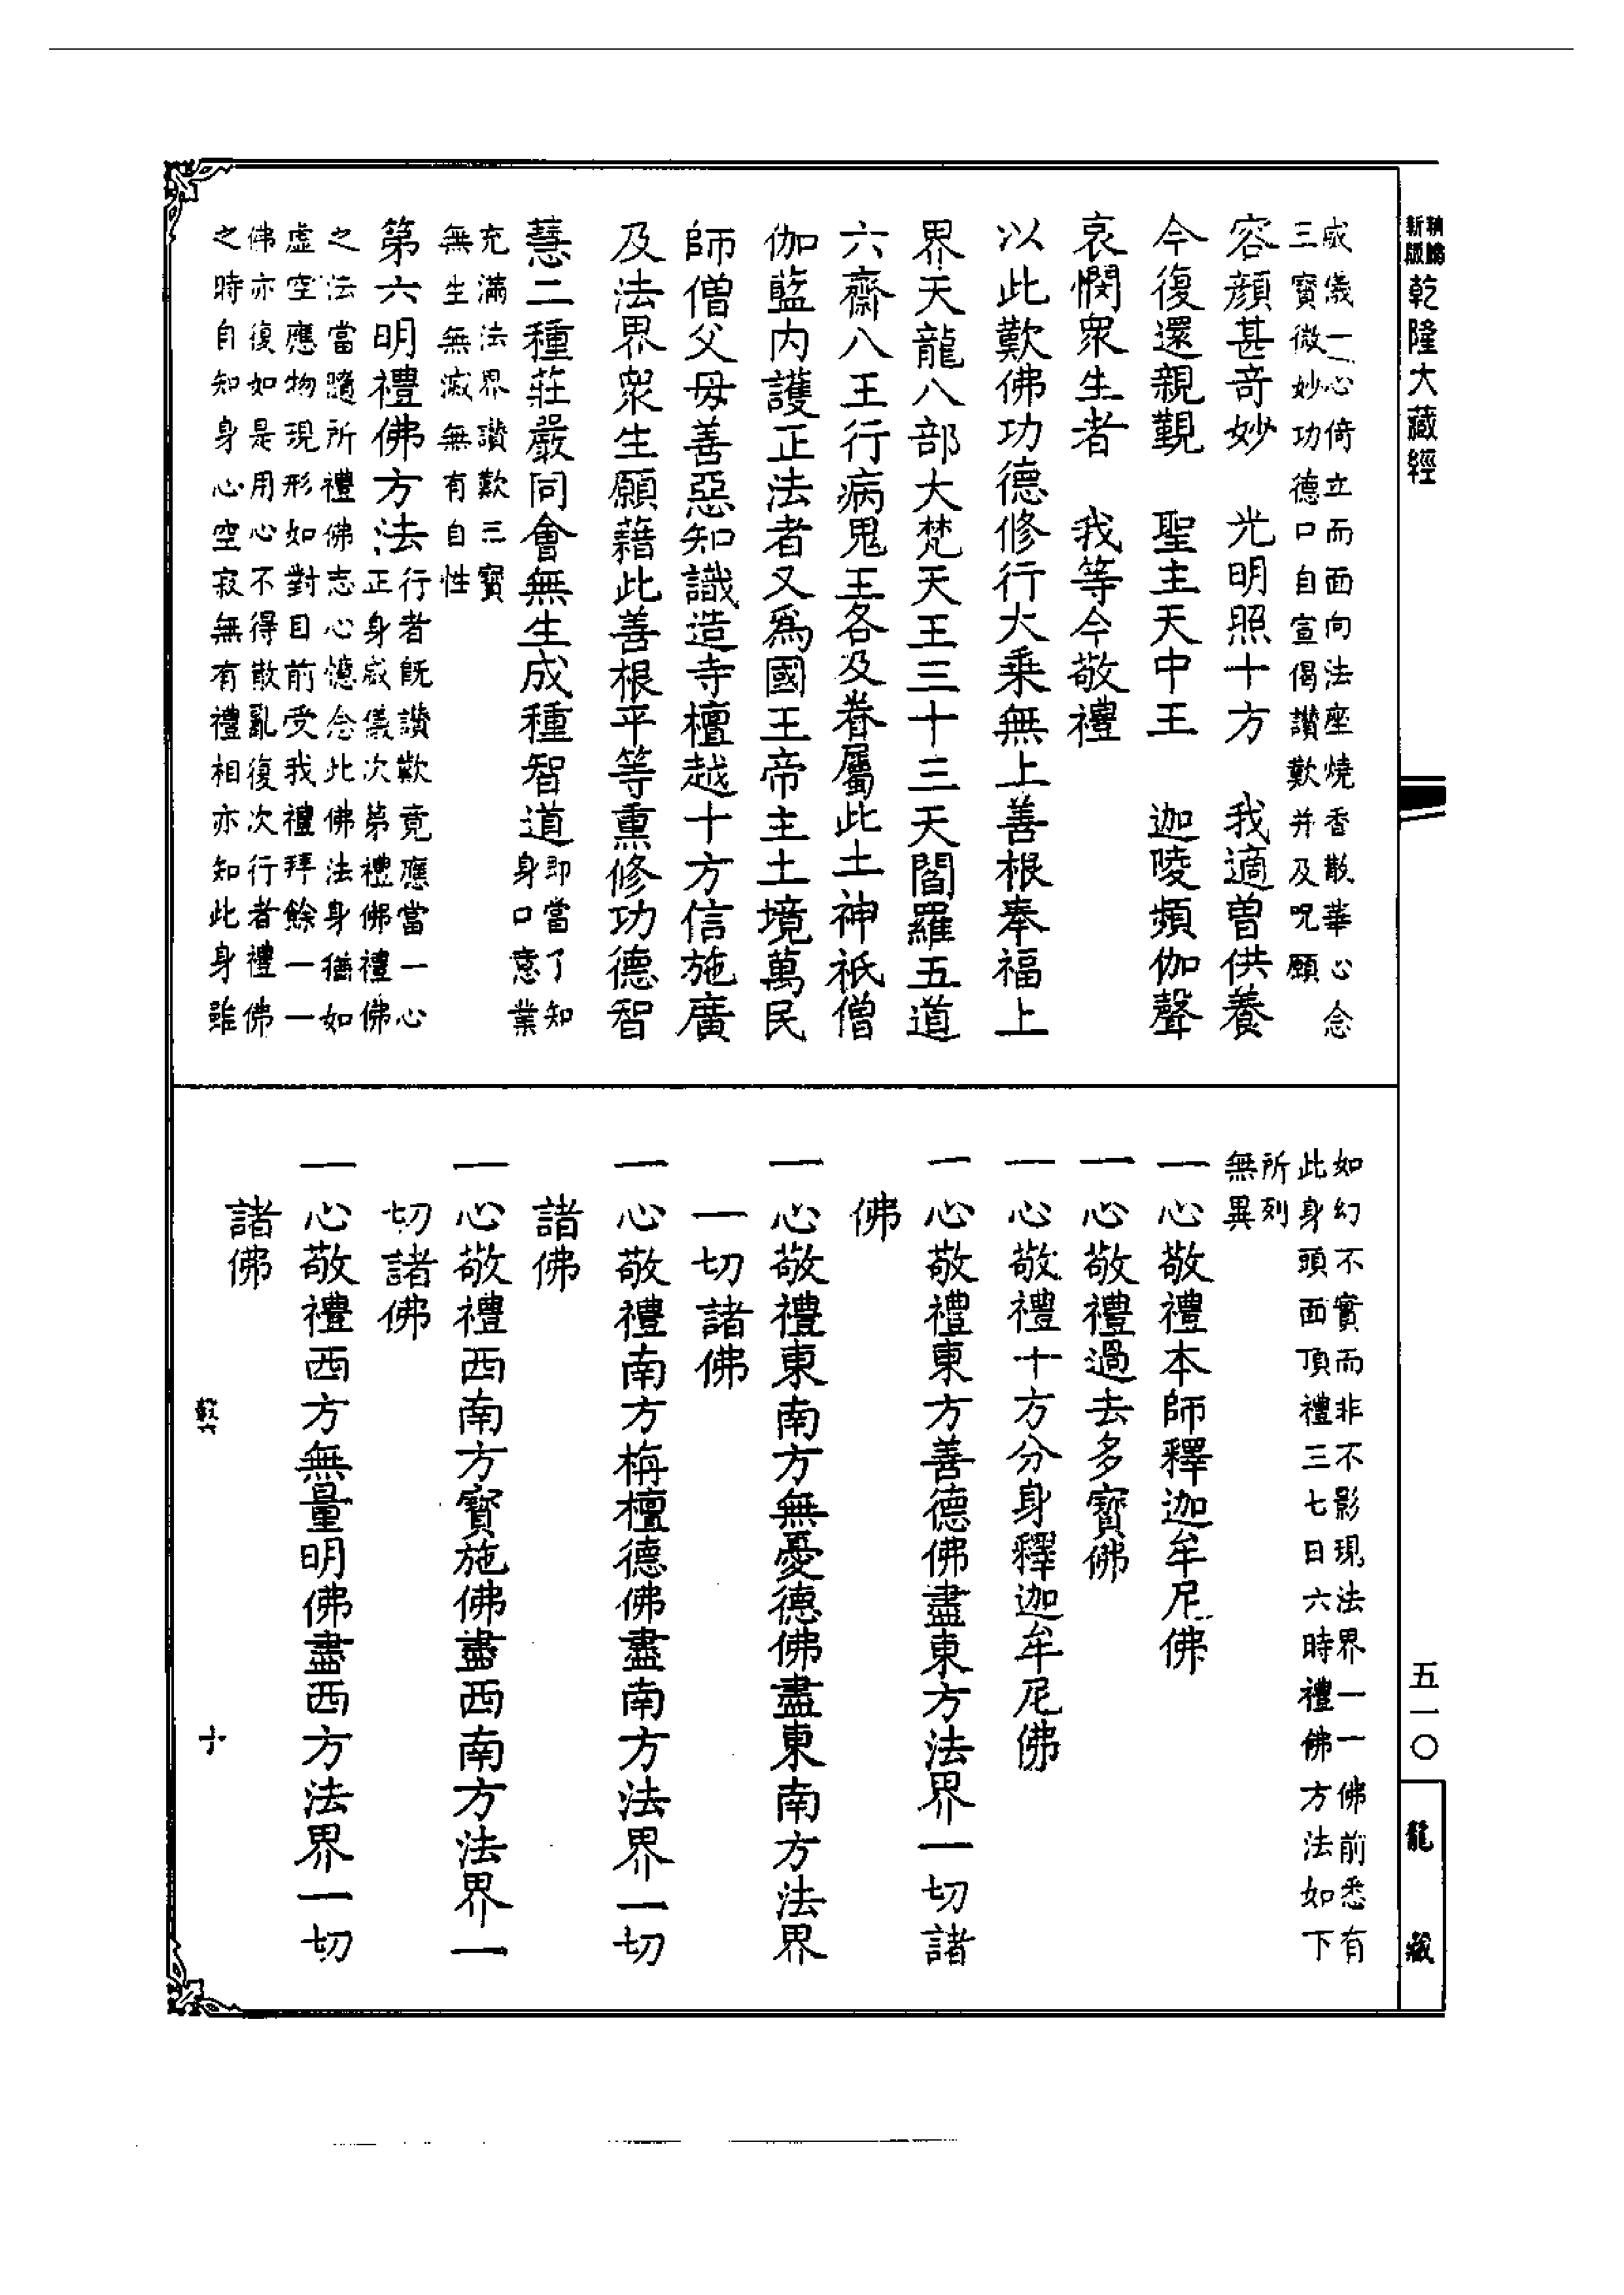 新版
乾隆大藏經
威儀一心倚立而面向法座燒香散華心念
三寶微妙功德口自宣偈讚歎并及呪願
容顏甚奇妙　光明照十方　我適曾供養
今復還親覲　聖主天中王　迦陵頻伽聲
哀愍眾生者　我等今敬禮
以此歎佛功德修行大乘無上善根奉福上
界天龍八部大梵天王三十三天閻羅五道
六齋八王行病鬼王各及眷屬此土神祇僧
伽藍內護正法者又為國王帝主土境萬民
師僧父母善惡知識造寺檀越十方信施廣
及法界眾生願藉此善根平等熏修功德智
慧二種莊嚴同會無生成種智道
即當了知
身口意業
充滿法界讚歎三寶
無生無滅無有自性
第六明禮佛方法
行者既讚歎竟應當一心
正身威儀次第禮佛禮佛
之法當隨所禮佛志心憶念此佛法身猶如
虛空應物現形如對目前受我禮拜餘一一
佛亦復如是用心不得散亂復次行者禮佛
之時自知身心空寂無有禮相亦知此身雖
如幻不實而非不影現法界一一佛前悉有
此身頭面頂禮三七日六時禮佛方法如下
所列
無異
一心敬禮本師釋迦牟尼佛
一心敬禮過去多寶佛
一心敬禮十方分身釋迦牟尼佛
一心敬禮東方善德佛盡東方法界一切諸
佛
一心敬禮東南方無憂德佛盡東南方法界
一切諸佛
一心敬禮南方栴檀德佛盡南方法界一切
諸佛
一心敬禮西南方寶施佛盡西南方法界一
切諸佛
一心敬禮西方無量明佛盡西方法界一切
諸佛
十
五一〇
龍藏